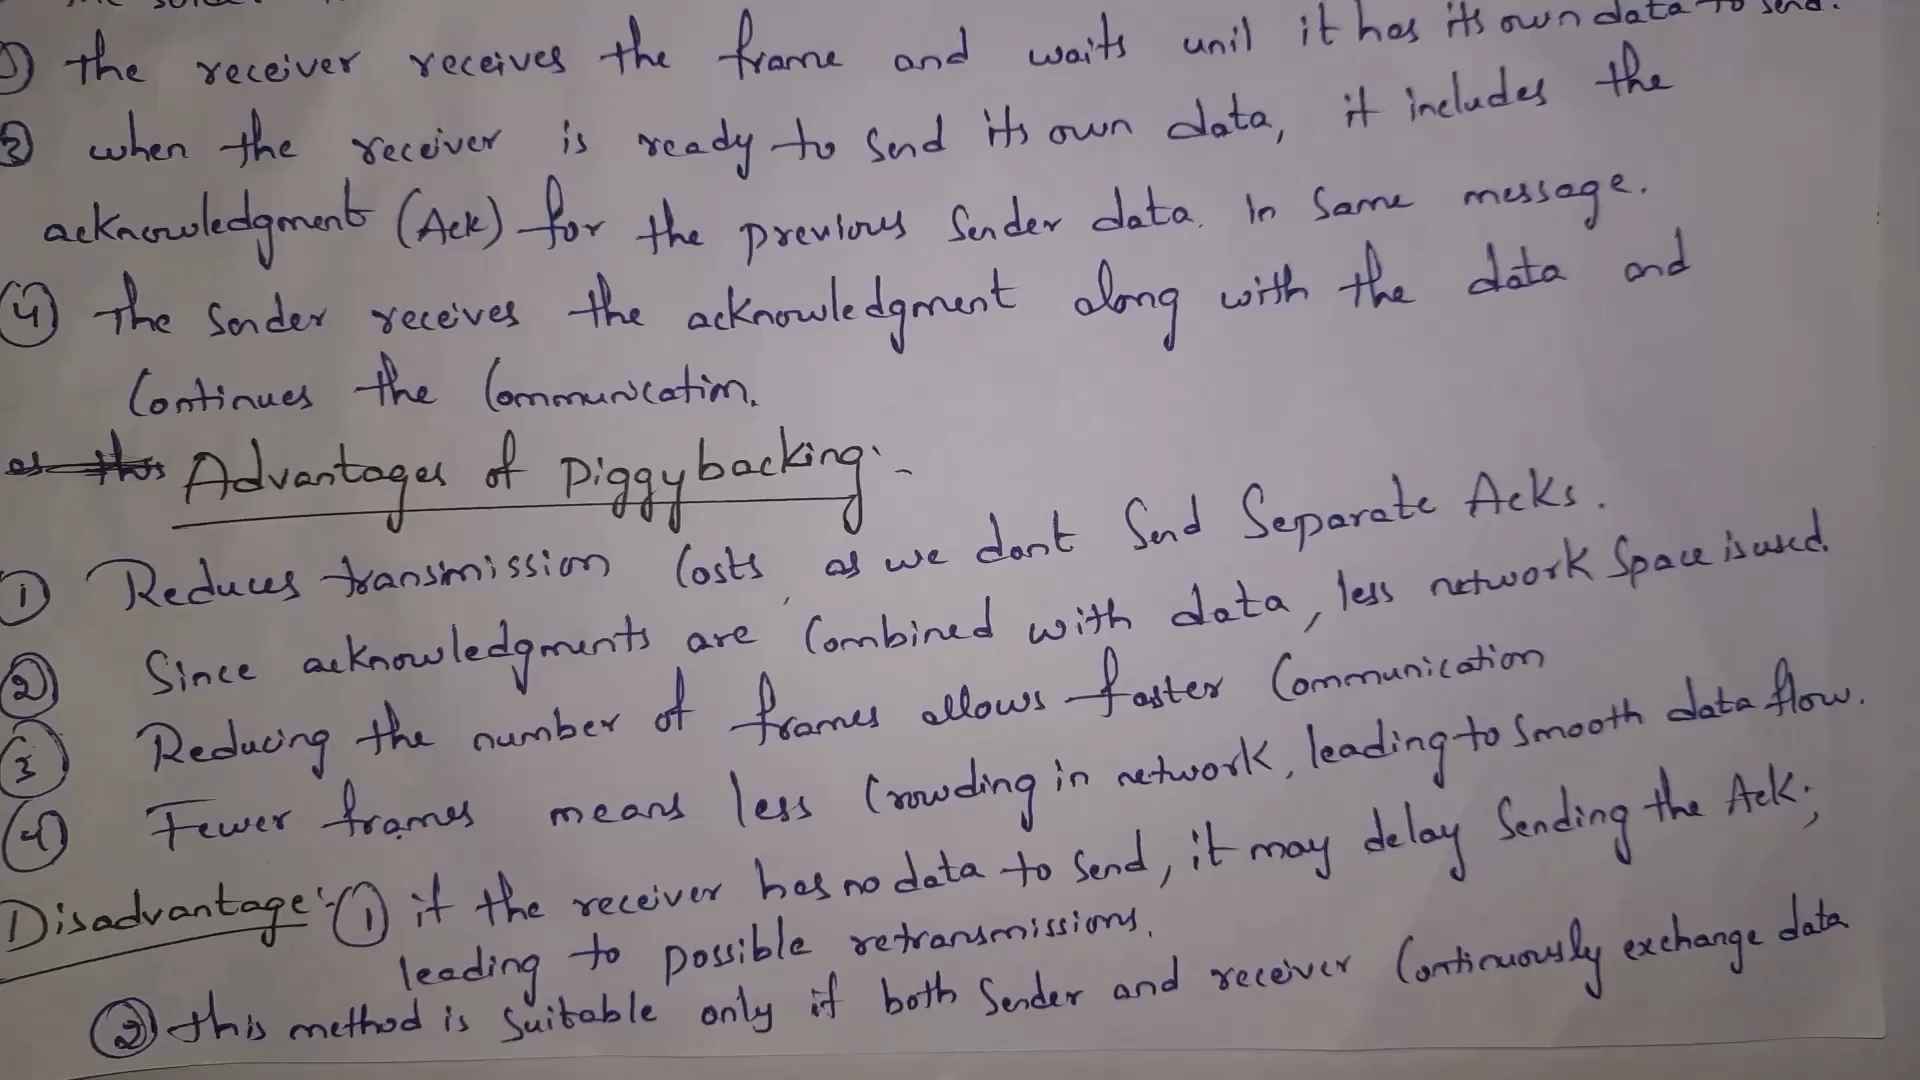 ② the receiver receives the frame and waits unil it has its own data to send.
③ when the receiver is ready to send its own data, it includes the
acknowledgment (Ack) for the previous sender data. in same message.
④ the sender receives the acknowledgment along with the data and
Continues the Communication.
Advantages of Piggybacking:-
① Reduces transmission Costs, as we dont Send Separate Acks.
② Since acknowledgments are Combined with data, less network Space is used.
③ Reducing the number of frames allows faster Communication
④ Fewer frames means less Crowding in network, leading to smooth data flow.
Disadvantage:- ① if the receiver has no data to send, it may delay sending the Ack;
leading to possible retransmissions.
② this method is suitable only if both Sender and receiver Continuously exchange data